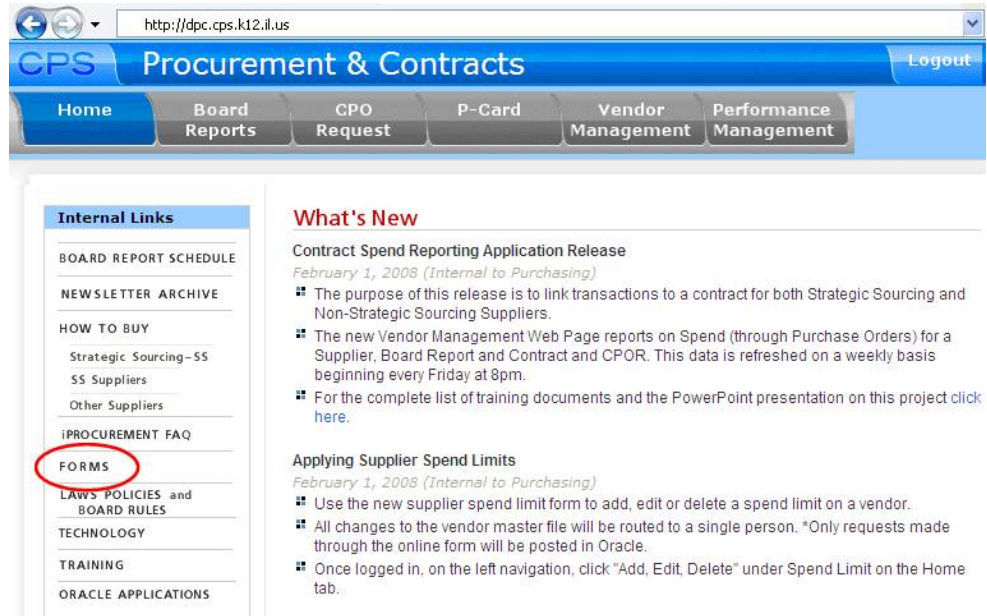 http://dpc.cps.k12.il.us
CPS Procurement & Contracts Logout
Home Board Reports CPO Request P-Card Vendor Management Performance Management
Internal Links
BOARD REPORT SCHEDULE
NEWSLETTER ARCHIVE
HOW TO BUY
Strategic Sourcing-SS
SS Suppliers
Other Suppliers
iPROCUREMENT FAQ
FORMS
LAWS POLICIES and
BOARD RULES
TECHNOLOGY
TRAINING
ORACLE APPLICATIONS
What's New
Contract Spend Reporting Application Release
February 1, 2008 (Internal to Purchasing)
The purpose of this release is to link transactions to a contract for both Strategic Sourcing and
Non-Strategic Sourcing Suppliers.
The new Vendor Management Web Page reports on Spend (through Purchase Orders) for a
Supplier, Board Report and Contract and CPOR. This data is refreshed on a weekly basis
beginning every Friday at 8pm.
For the complete list of training documents and the PowerPoint presentation on this project click
here.
Applying Supplier Spend Limits
February 1, 2008 (Internal to Purchasing)
Use the new supplier spend limit form to add, edit or delete a spend limit on a vendor.
All changes to the vendor master file will be routed to a single person. *Only requests made
through the online form will be posted in Oracle.
Once logged in, on the left navigation, click "Add, Edit, Delete" under Spend Limit on the Home
tab.